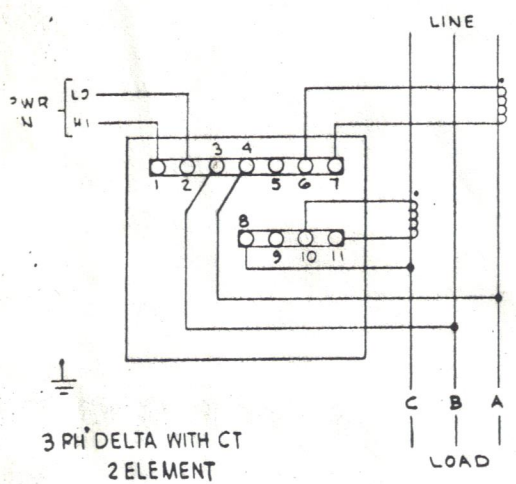 LINE
LO
HI
3 4
1 2 5 6 7
8
9 10 11
C B A
LOAD
3 PH DELTA WITH CT
2 ELEMENT